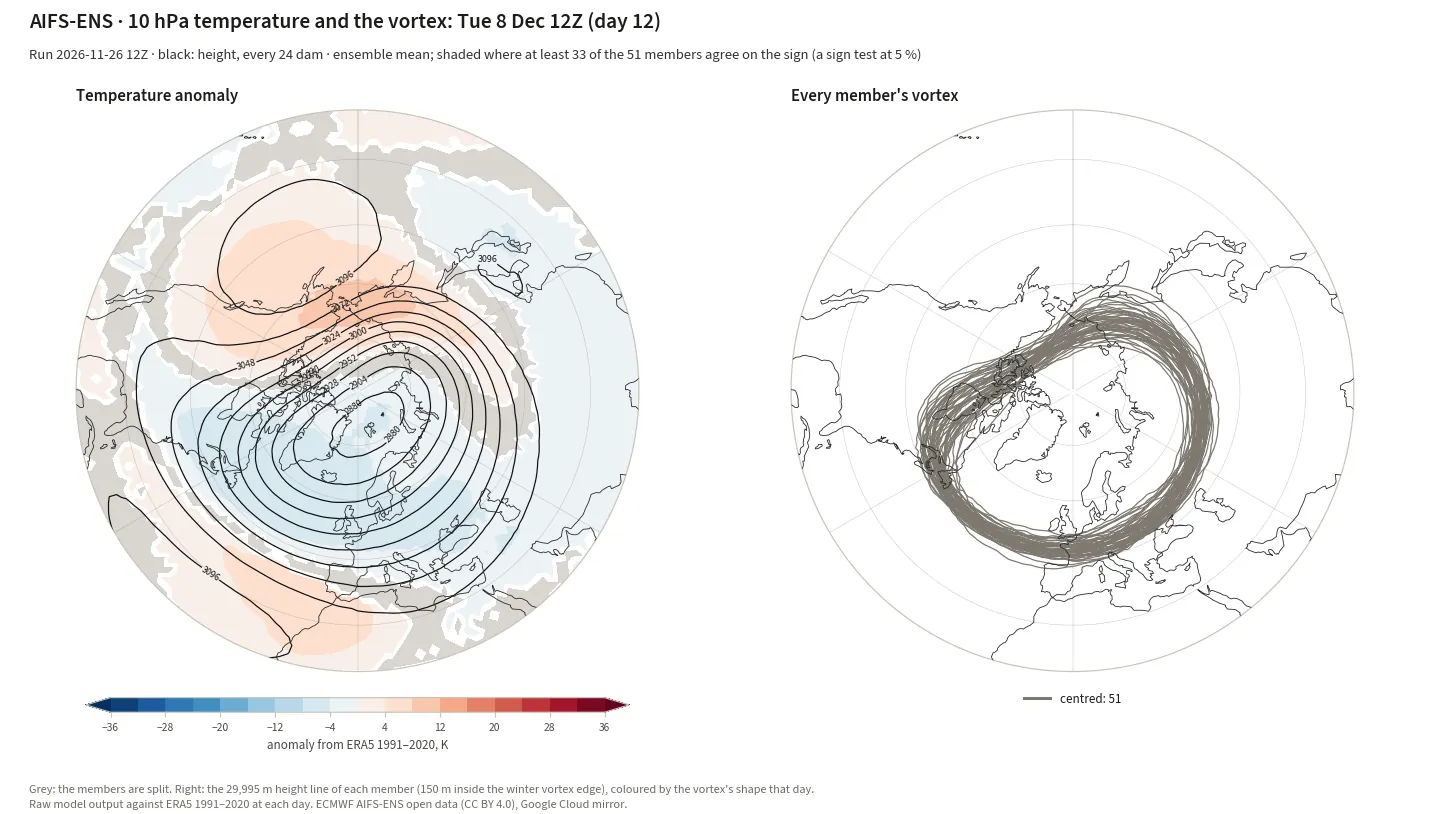 AIFS-ENS · 10 hPa temperature and the vortex: Tue 8 Dec 12Z (day 12)
Run 2026-11-26 12Z · black: height, every 24 dam · ensemble mean; shaded where at least 33 of the 51 members agree on the sign (a sign test at 5 %)
Temperature anomaly
Every member's vortex
3096
3096
3024
3000
3048
2952
2904
2880
2880
3096
centred: 51
−36 −28 −20 −12 −4 4 12 20 28 36
anomaly from ERA5 1991–2020, K
Grey: the members are split. Right: the 29,995 m height line of each member (150 m inside the winter vortex edge), coloured by the vortex's shape that day.
Raw model output against ERA5 1991–2020 at each day. ECMWF AIFS-ENS open data (CC BY 4.0), Google Cloud mirror.